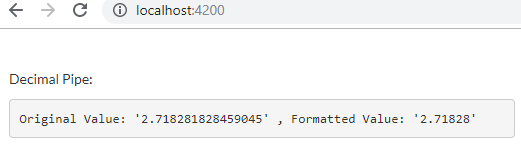 localhost:4200
Decimal Pipe:
Original Value: '2.718281828459045' , Formatted Value: '2.71828'